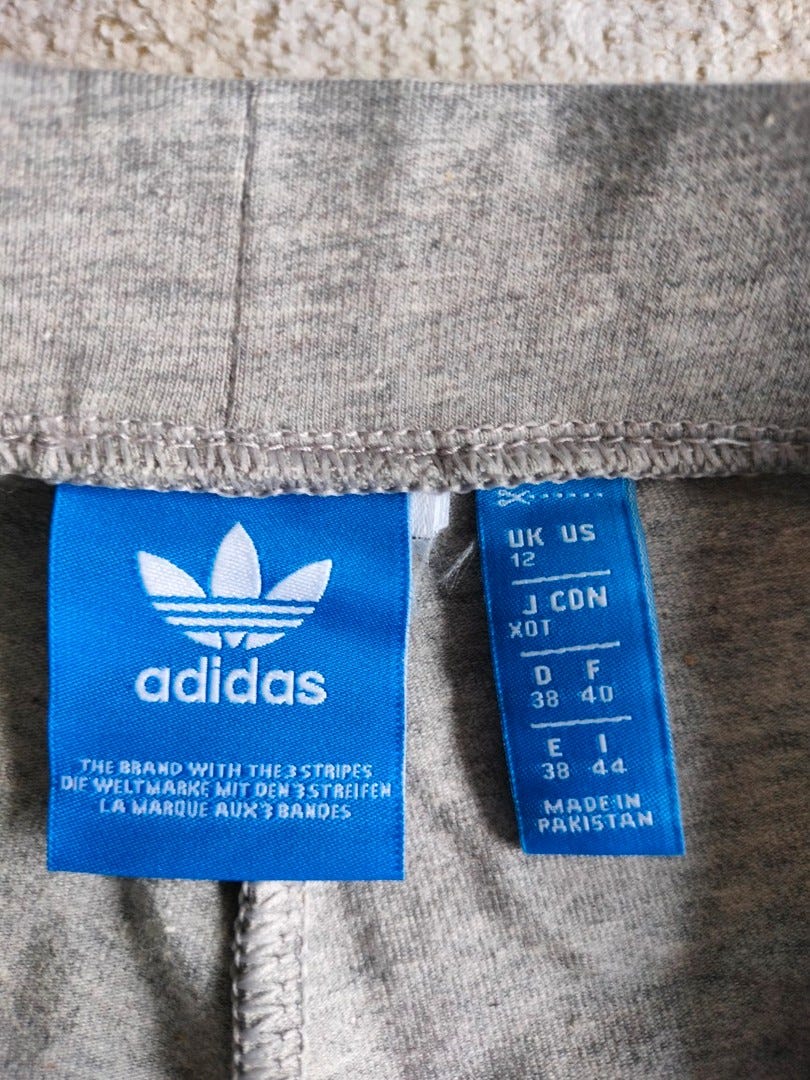 adidas
THE BRAND WITH THE 3 STRIPES
DIE WELTMARKE MIT DEN 3 STREIFEN
LA MARQUE AUX 3 BANDES
UK US
12
J CDN
XOT
D F
38 40
E I
38 44
MADE IN
PAKISTAN